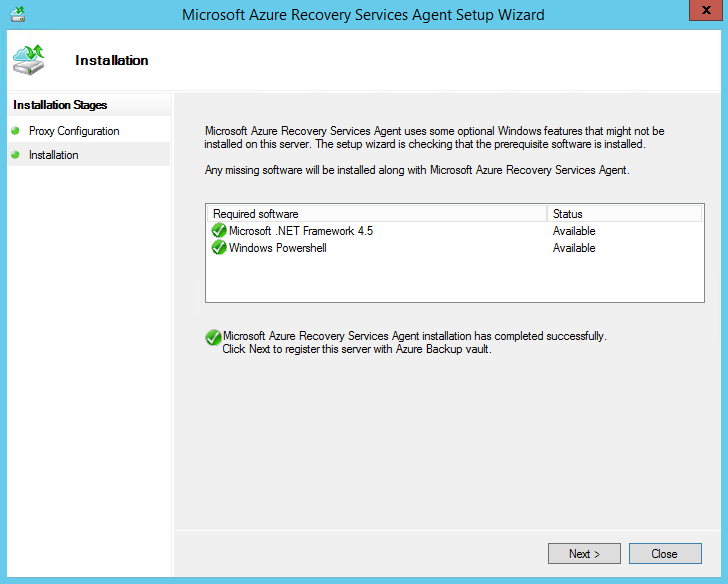 Microsoft Azure Recovery Services Agent Setup Wizard
x
Installation
Installation Stages
Proxy Configuration
Installation
Microsoft Azure Recovery Services Agent uses some optional Windows features that might not be
installed on this server. The setup wizard is checking that the prerequisite software is installed.
Any missing software will be installed along with Microsoft Azure Recovery Services Agent.
Required software Status
Microsoft .NET Framework 4.5 Available
Windows Powershell Available
Microsoft Azure Recovery Services Agent installation has completed successfully.
Click Next to register this server with Azure Backup vault.
Next > Close